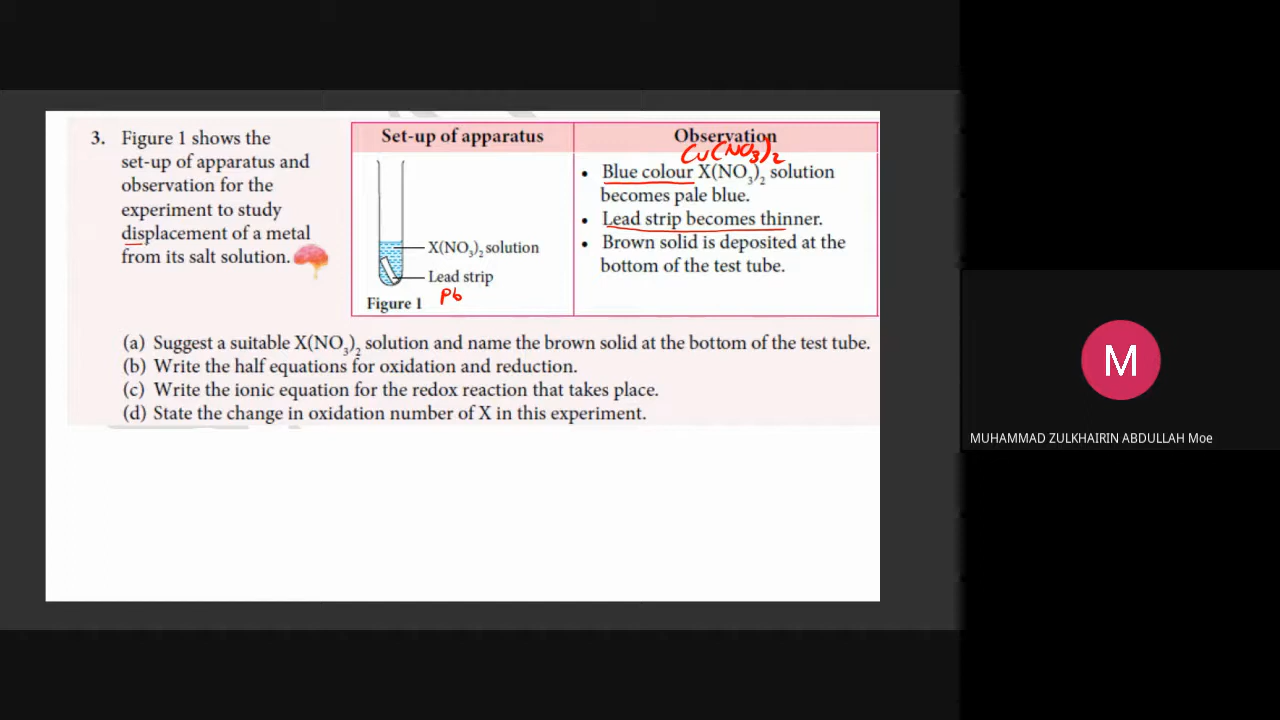 3. Figure 1 shows the
set-up of apparatus and
observation for the
experiment to study
displacement of a metal
from its salt solution.
Set-up of apparatus
X(NO₃)₂ solution
Lead strip
Pb
Figure 1
Observation
Cu(NO₃)₂
• Blue colour X(NO₃)₂ solution
becomes pale blue.
• Lead strip becomes thinner.
• Brown solid is deposited at the
bottom of the test tube.
(a) Suggest a suitable X(NO₃)₂ solution and name the brown solid at the bottom of the test tube.
(b) Write the half equations for oxidation and reduction.
(c) Write the ionic equation for the redox reaction that takes place.
(d) State the change in oxidation number of X in this experiment.
M
MUHAMMAD ZULKHAIRIN ABDULLAH Moe